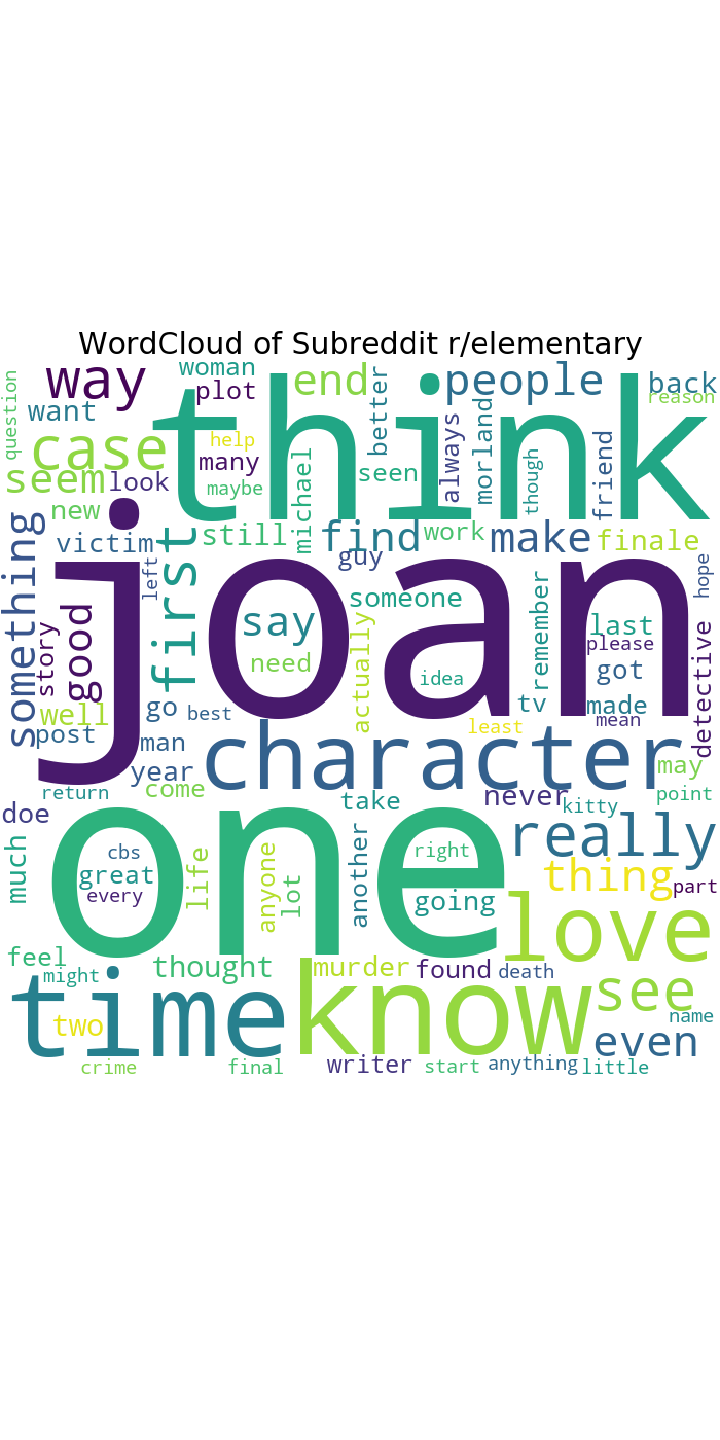 WordCloud of Subreddit r/elementary
question
way
woman
plot
end
better
people
back
reason
want
think
case
help
many
maybe
michael
seen
always
morland
though
friend
seem
look
new
something
victim
left
first
still
find
guy
work
make
finale
hope
joan
story
good
say
need
someone
actually
idea
remember
last
please
got
detective
well
post
go
best
man
year
come
return
tv
made
mean
least
character
may
point
doe
take
never
kitty
really
much
one
cbs
great
every
life
anyone
lot
another
right
going
thing
part
love
feel
might
thought
murder
found
death
see
name
time
two
know
even
crime
final
writer
start
anything
little